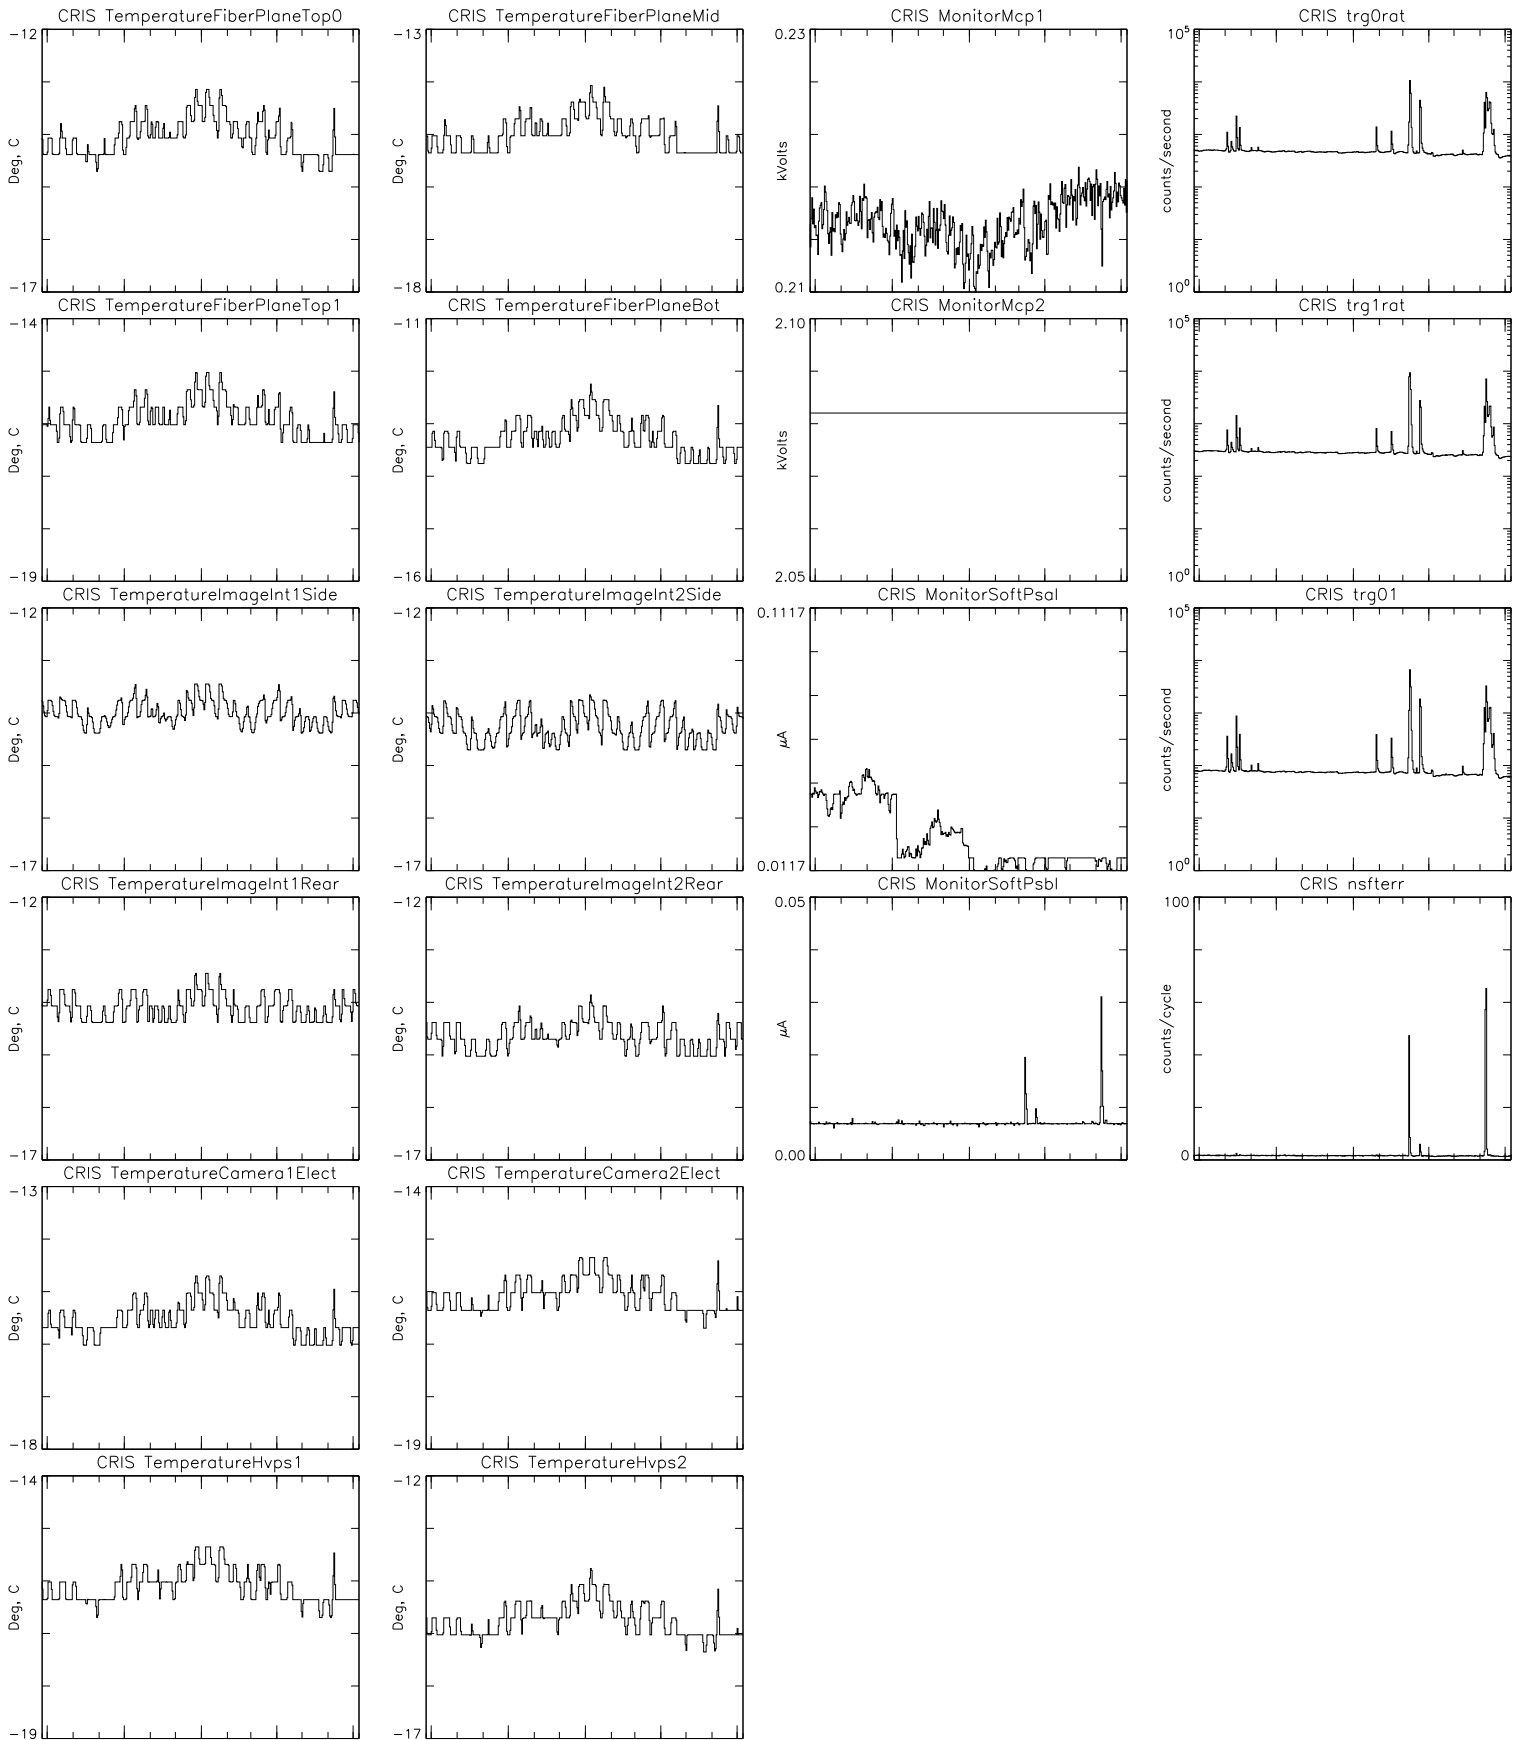 CRIS TemperatureFiberPlaneTop0
CRIS TemperatureFiberPlaneMid
CRIS MonitorMcp1
CRIS trg0rat
-12
Deg, C
-17
-13
Deg, C
-18
0.23
kVolts
0.21
10^5
counts/second
10^0
CRIS TemperatureFiberPlaneTop1
CRIS TemperatureFiberPlaneBot
CRIS MonitorMcp2
CRIS trg1rat
-14
Deg, C
-19
-11
Deg, C
-16
2.10
kVolts
2.05
10^5
counts/second
10^0
CRIS TemperatureImageInt1Side
CRIS TemperatureImageInt2Side
CRIS MonitorSoftPsaI
CRIS trg01
-12
Deg, C
-17
-12
Deg, C
-17
0.1117
μA
0.0117
10^5
counts/second
10^0
CRIS TemperatureImageInt1Rear
CRIS TemperatureImageInt2Rear
CRIS MonitorSoftPsbI
CRIS nsfterr
-12
Deg, C
-17
-12
Deg, C
-17
0.05
μA
0.00
100
counts/cycle
0
CRIS TemperatureCamera1Elect
CRIS TemperatureCamera2Elect
-13
Deg, C
-18
-14
Deg, C
-19
CRIS TemperatureHvps1
CRIS TemperatureHvps2
-14
Deg, C
-19
-12
Deg, C
-17